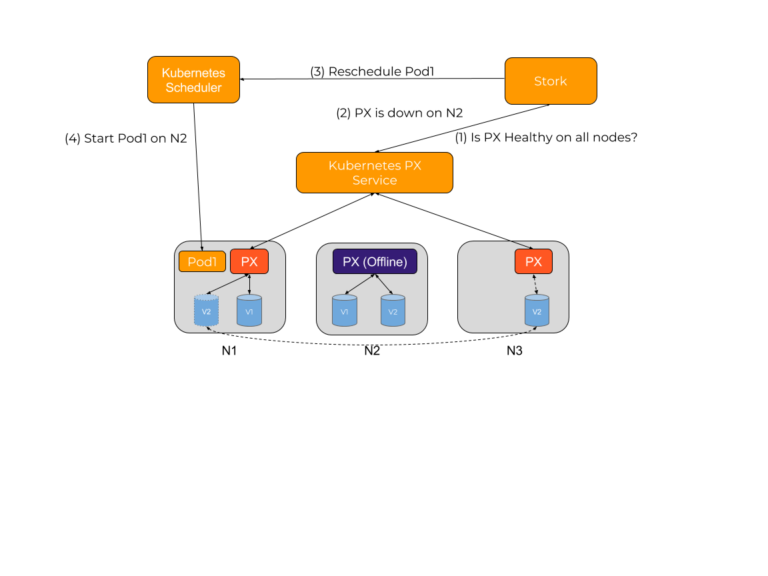 Kubernetes
Scheduler
(3) Reschedule Pod1
Stork
(2) PX is down on N2
(4) Start Pod1 on N2
(1) Is PX Healthy on all nodes?
Kubernetes PX
Service
Pod1
PX
PX (Offline)
PX
V2
V1
V1
V2
V2
N1
N2
N3